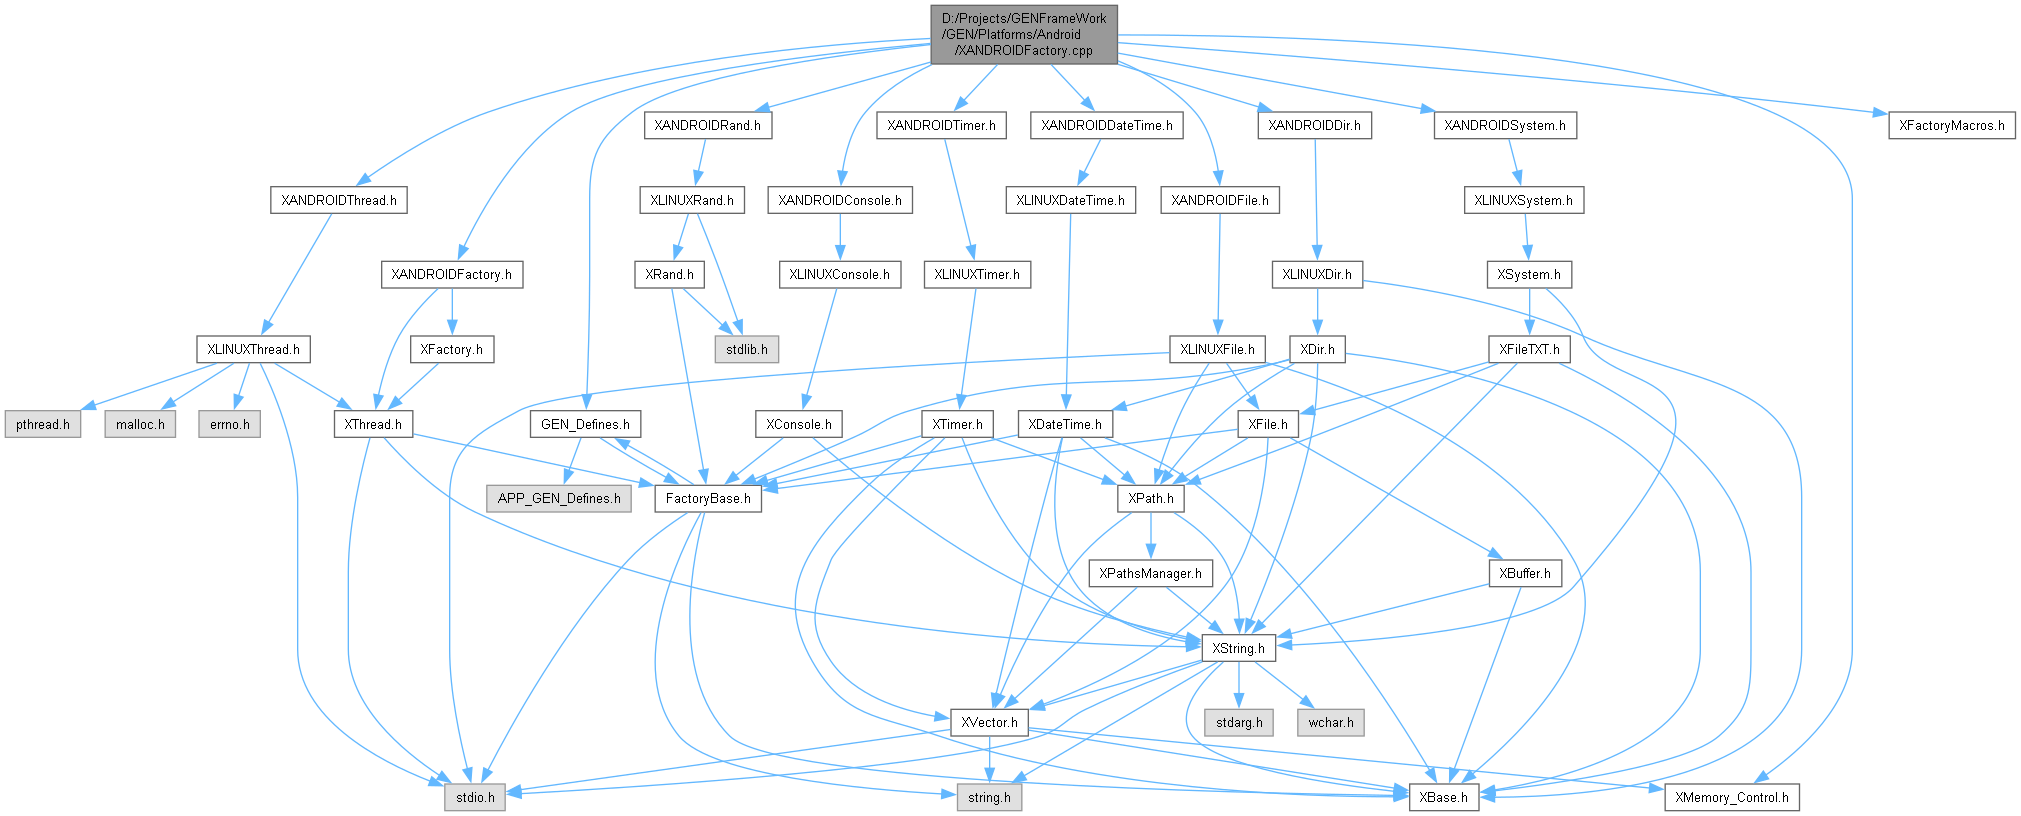 D:/Projects/GENFrameWork
/GEN/Platforms/Android
/XANDROIDFactory.cpp
XANDROIDRand.h
XANDROIDTimer.h
XANDROIDDateTime.h
XANDROIDDir.h
XANDROIDSystem.h
XFactoryMacros.h
XANDROIDThread.h
XLINUXRand.h
XANDROIDConsole.h
XLINUXDateTime.h
XANDROIDFile.h
XLINUXSystem.h
XANDROIDFactory.h
XRand.h
XLINUXConsole.h
XLINUXTimer.h
XLINUXDir.h
XSystem.h
XLINUXThread.h
XFactory.h
stdlib.h
XLINUXFile.h
XDir.h
XFileTXT.h
pthread.h
malloc.h
errno.h
XThread.h
GEN_Defines.h
XConsole.h
XTimer.h
XDateTime.h
XFile.h
APP_GEN_Defines.h
FactoryBase.h
XPath.h
XPathsManager.h
XBuffer.h
XString.h
XVector.h
stdarg.h
wchar.h
stdio.h
string.h
XBase.h
XMemory_Control.h